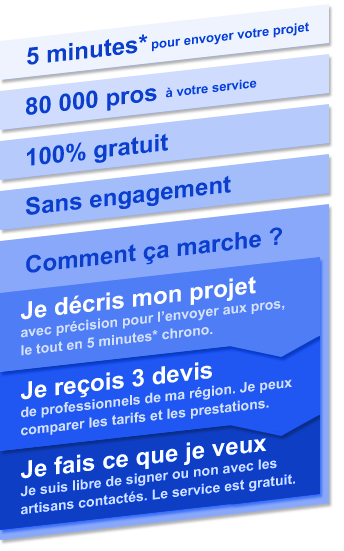 5 minutes* pour envoyer votre projet
80 000 pros à votre service
100% gratuit
Sans engagement
Comment ça marche ?
Je décris mon projet
avec précision pour l'envoyer aux pros,
le tout en 5 minutes* chrono.
Je reçois 3 devis
de professionnels de ma région. Je peux
comparer les tarifs et les prestations.
Je fais ce que je veux
Je suis libre de signer ou non avec les
artisans contactés. Le service est gratuit.